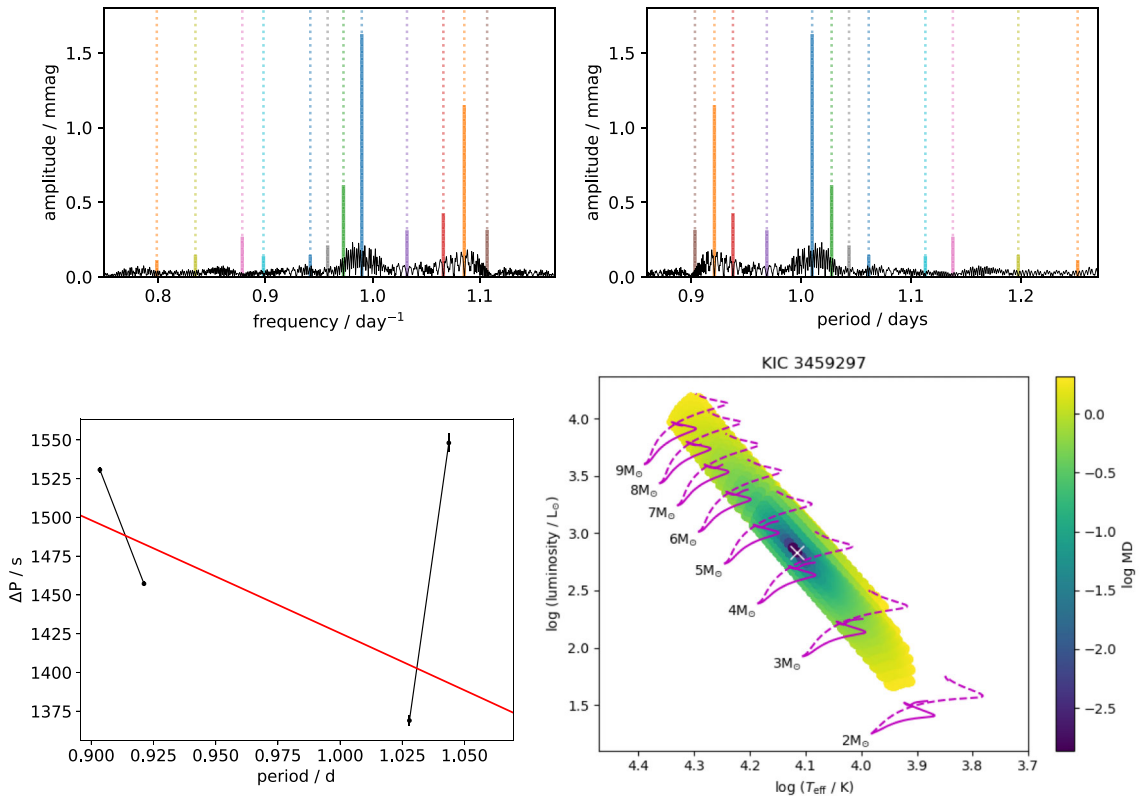 amplitude / mmag
1.5
1.0
0.5
0.0
0.8
0.9
1.0
1.1
frequency / day⁻¹
amplitude / mmag
1.5
1.0
0.5
0.0
0.9
1.0
1.1
1.2
period / days
ΔP / s
1550
1525
1500
1475
1450
1425
1400
1375
0.900
0.925
0.950
0.975
1.000
1.025
1.050
period / d
KIC 3459297
log (luminosity / L⊙)
4.0
3.5
3.0
2.5
2.0
1.5
9M⊙
8M⊙
7M⊙
6M⊙
5M⊙
4M⊙
3M⊙
2M⊙
4.4
4.3
4.2
4.1
4.0
3.9
3.8
3.7
log (Teff / K)
0.0
−0.5
−1.0
−1.5
−2.0
−2.5
log MD